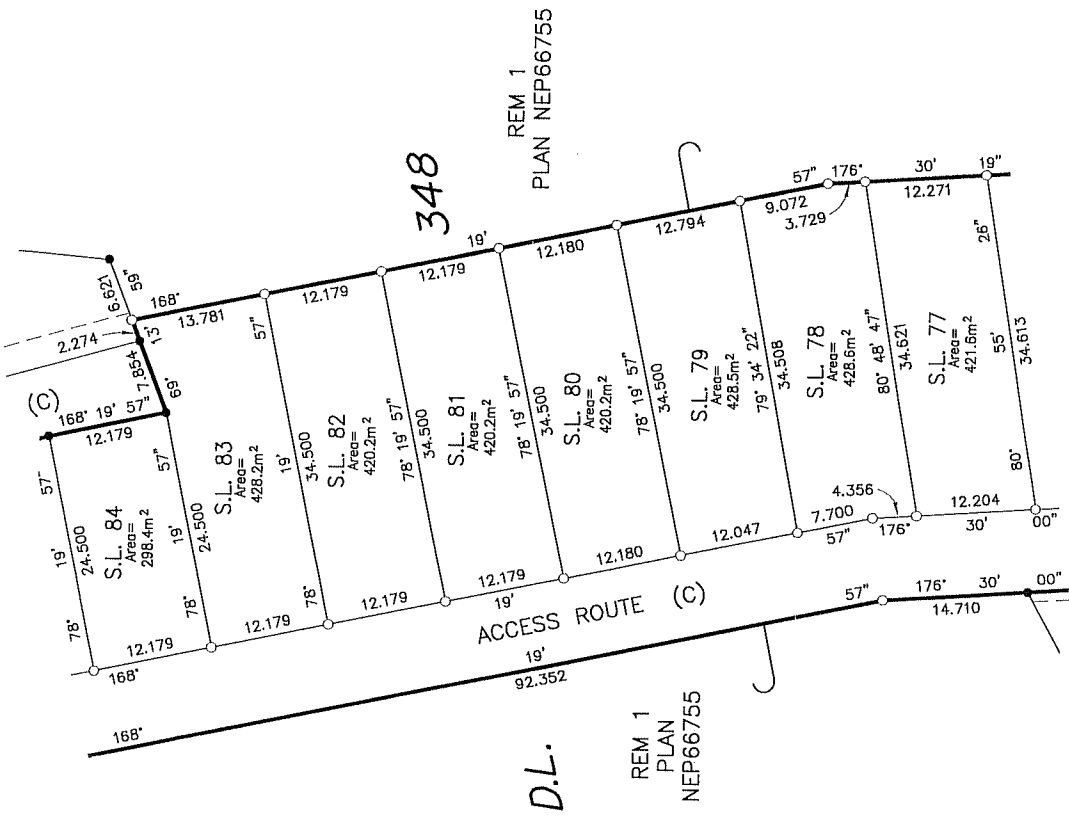 (C)
168° 19' 57"
12.179
2.274
7.854
69°
13'
6.621
59"
168°
13.781
57"
12.179
12.179
19'
12.180
12.794
9.072
57"
176°
3.729
30'
12.271
19"
348
REM 1
PLAN NEP66755
78° 19' 57"
24.500
S.L. 84
Area=
298.4m²
78° 19' 57"
24.500
S.L. 83
Area=
428.2m²
78° 19' 57"
34.500
S.L. 82
Area=
420.2m²
78° 19' 57"
34.500
S.L. 81
Area=
420.2m²
78° 19' 57"
34.500
S.L. 80
Area=
420.2m²
78° 19' 57"
34.500
S.L. 79
Area=
428.5m²
79° 34' 22"
34.508
S.L. 78
Area=
428.6m²
80° 48' 47"
34.621
S.L. 77
Area=
421.6m²
80° 55' 26"
34.613
168°
12.179
12.179
12.179
12.179
19'
12.180
12.047
7.700
57"
4.356
176°
12.204
30'
00"
ACCESS ROUTE (C)
168° 19' 57"
92.352
176° 30' 00"
14.710
D.L.
REM 1
PLAN
NEP66755